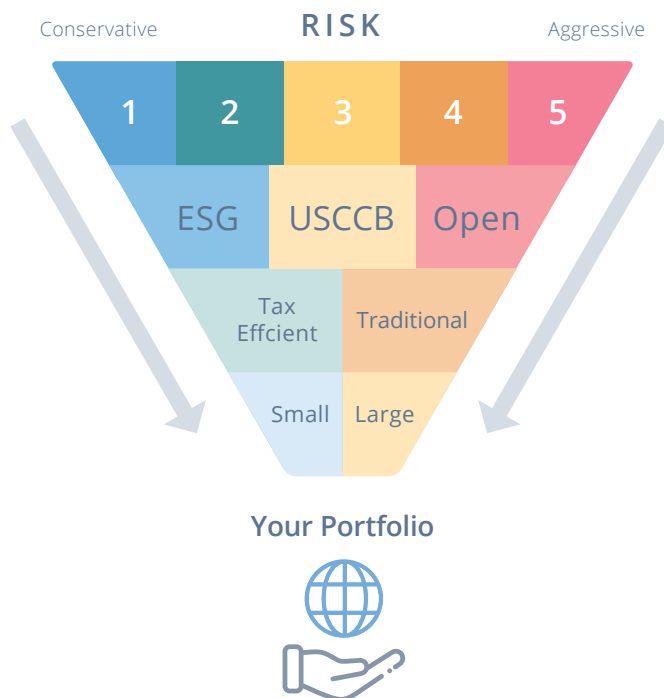 RISK
Conservative
Aggressive
1
2
3
4
5
ESG
USCCB
Open
Tax
Effcient
Traditional
Small
Large
Your Portfolio